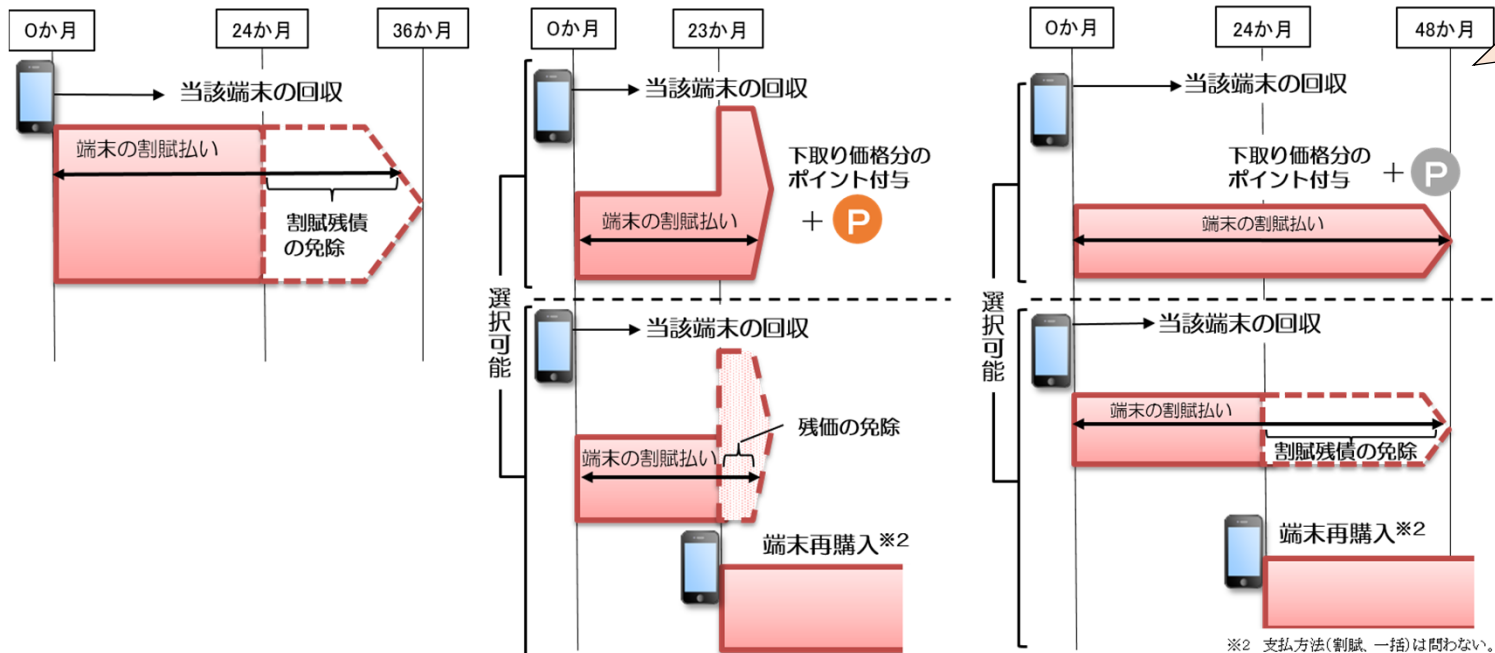 0か月
24か月
36か月
当該端末の回収
端末の割賦払い
割賦残債
の免除
0か月
23か月
選択可能
当該端末の回収
端末の割賦払い
下取り価格分の
ポイント付与
+ P
当該端末の回収
端末の割賦払い
残価の免除
端末再購入※2
0か月
24か月
48か月
選択可能
当該端末の回収
下取り価格分の
ポイント付与
+ P
端末の割賦払い
当該端末の回収
端末の割賦払い
割賦残債の免除
端末再購入※2
※2 支払方法(割賦、一括)は問わない。